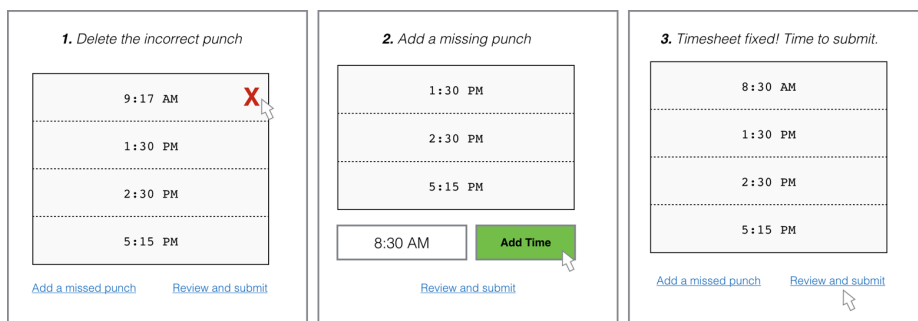 1. Delete the incorrect punch
9:17 AM
X
1:30 PM
2:30 PM
5:15 PM
Add a missed punch
Review and submit
2. Add a missing punch
1:30 PM
2:30 PM
5:15 PM
8:30 AM
Add Time
Review and submit
3. Timesheet fixed! Time to submit.
8:30 AM
1:30 PM
2:30 PM
5:15 PM
Add a missed punch
Review and submit